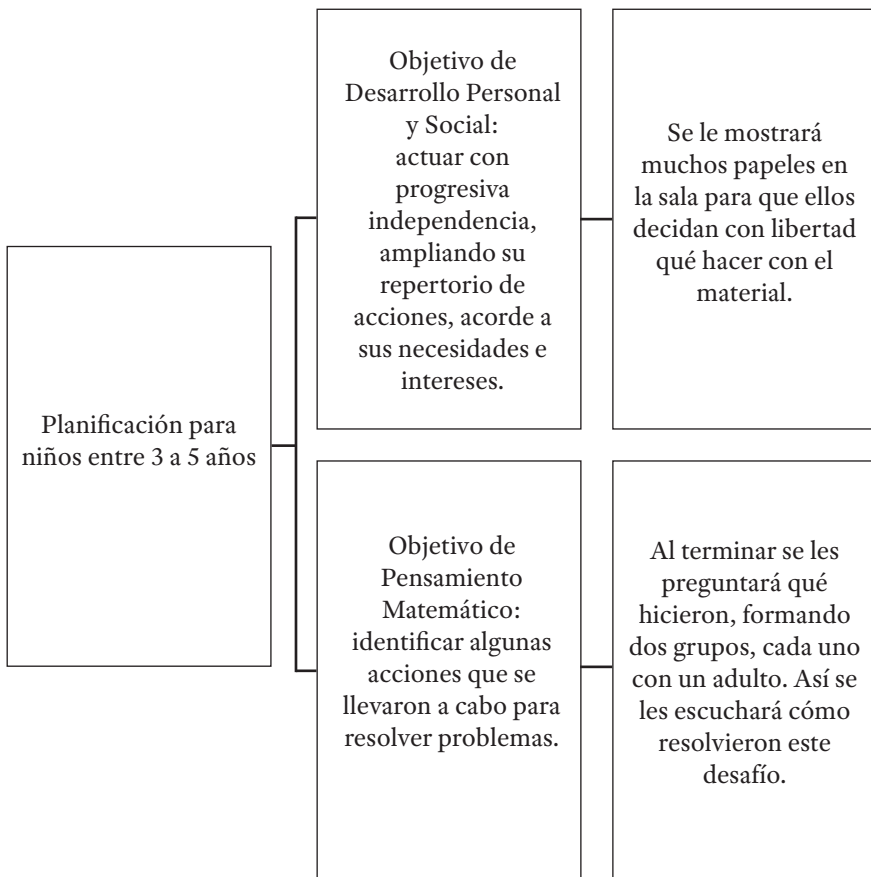 Planificación para
niños entre 3 a 5 años
Objetivo de
Desarrollo Personal
y Social:
actuar con
progresiva
independencia,
ampliando su
repertorio de
acciones, acorde a
sus necesidades e
intereses.
Se le mostrará
muchos papeles en
la sala para que ellos
decidan con libertad
qué hacer con el
material.
Objetivo de
Pensamiento
Matemático:
identificar algunas
acciones que se
llevaron a cabo para
resolver problemas.
Al terminar se les
preguntará qué
hicieron, formando
dos grupos, cada uno
con un adulto. Así se
les escuchará cómo
resolvieron este
desafío.